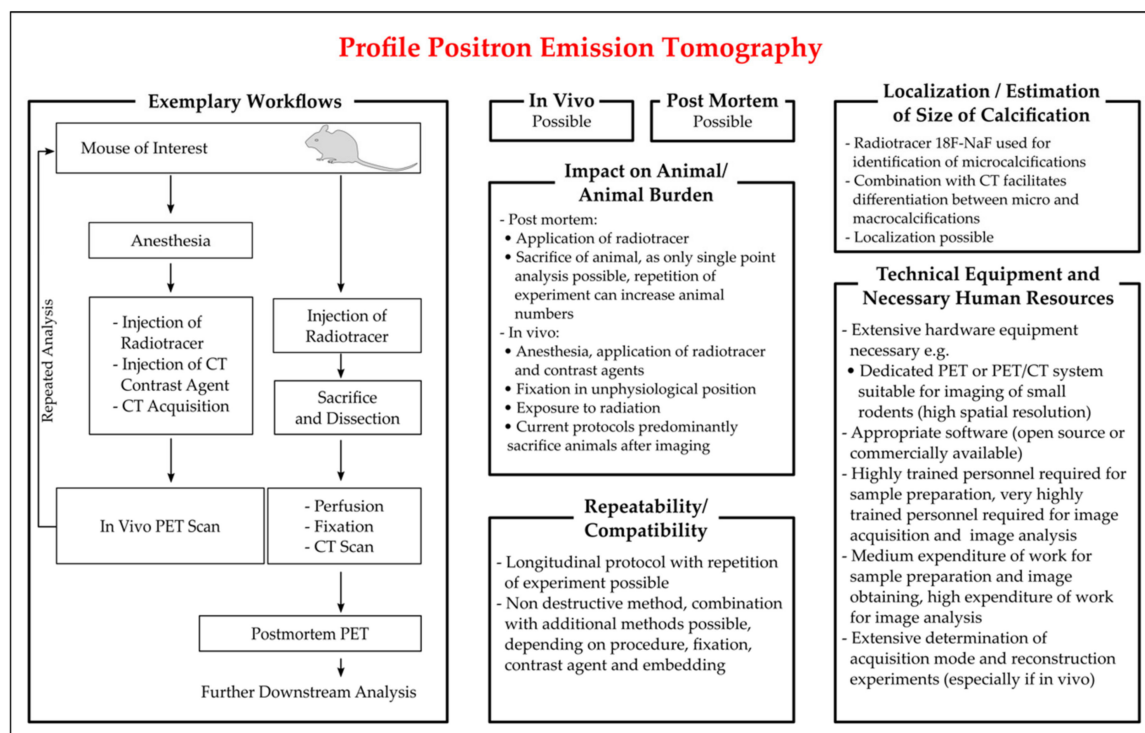 Profile Positron Emission Tomography
Exemplary Workflows
Mouse of Interest
Anesthesia
- Injection of
Radiotracer
- Injection of CT
Contrast Agent
- CT Acquisition
In Vivo PET Scan
Repeated Analysis
Injection of
Radiotracer
Sacrifice
and Dissection
- Perfusion
- Fixation
- CT Scan
Postmortem PET
Further Downstream Analysis
In Vivo
Possible
Post Mortem
Possible
Impact on Animal/
Animal Burden
- Post mortem:
• Application of radiotracer
• Sacrifice of animal, as only single point
analysis possible, repetition of
experiment can increase animal
numbers
- In vivo:
• Anesthesia, application of radiotracer
and contrast agents
• Fixation in unphysiological position
• Exposure to radiation
• Current protocols predominantly
sacrifice animals after imaging
Repeatability/
Compatibility
- Longitudinal protocol with repetition
of experiment possible
- Non destructive method, combination
with additional methods possible,
depending on procedure, fixation,
contrast agent and embedding
Localization / Estimation
of Size of Calcification
- Radiotracer 18F-NaF used for
identification of microcalcifications
- Combination with CT facilitates
differentiation between micro and
macrocalcifications
- Localization possible
Technical Equipment and
Necessary Human Resources
- Extensive hardware equipment
necessary e.g.
• Dedicated PET or PET/CT system
suitable for imaging of small
rodents (high spatial resolution)
- Appropriate software (open source or
commercially available)
- Highly trained personnel required for
sample preparation, very highly
trained personnel required for image
acquisition and image analysis
- Medium expenditure of work for
sample preparation and image
obtaining, high expenditure of work
for image analysis
- Extensive determination of
acquisition mode and reconstruction
experiments (especially if in vivo)